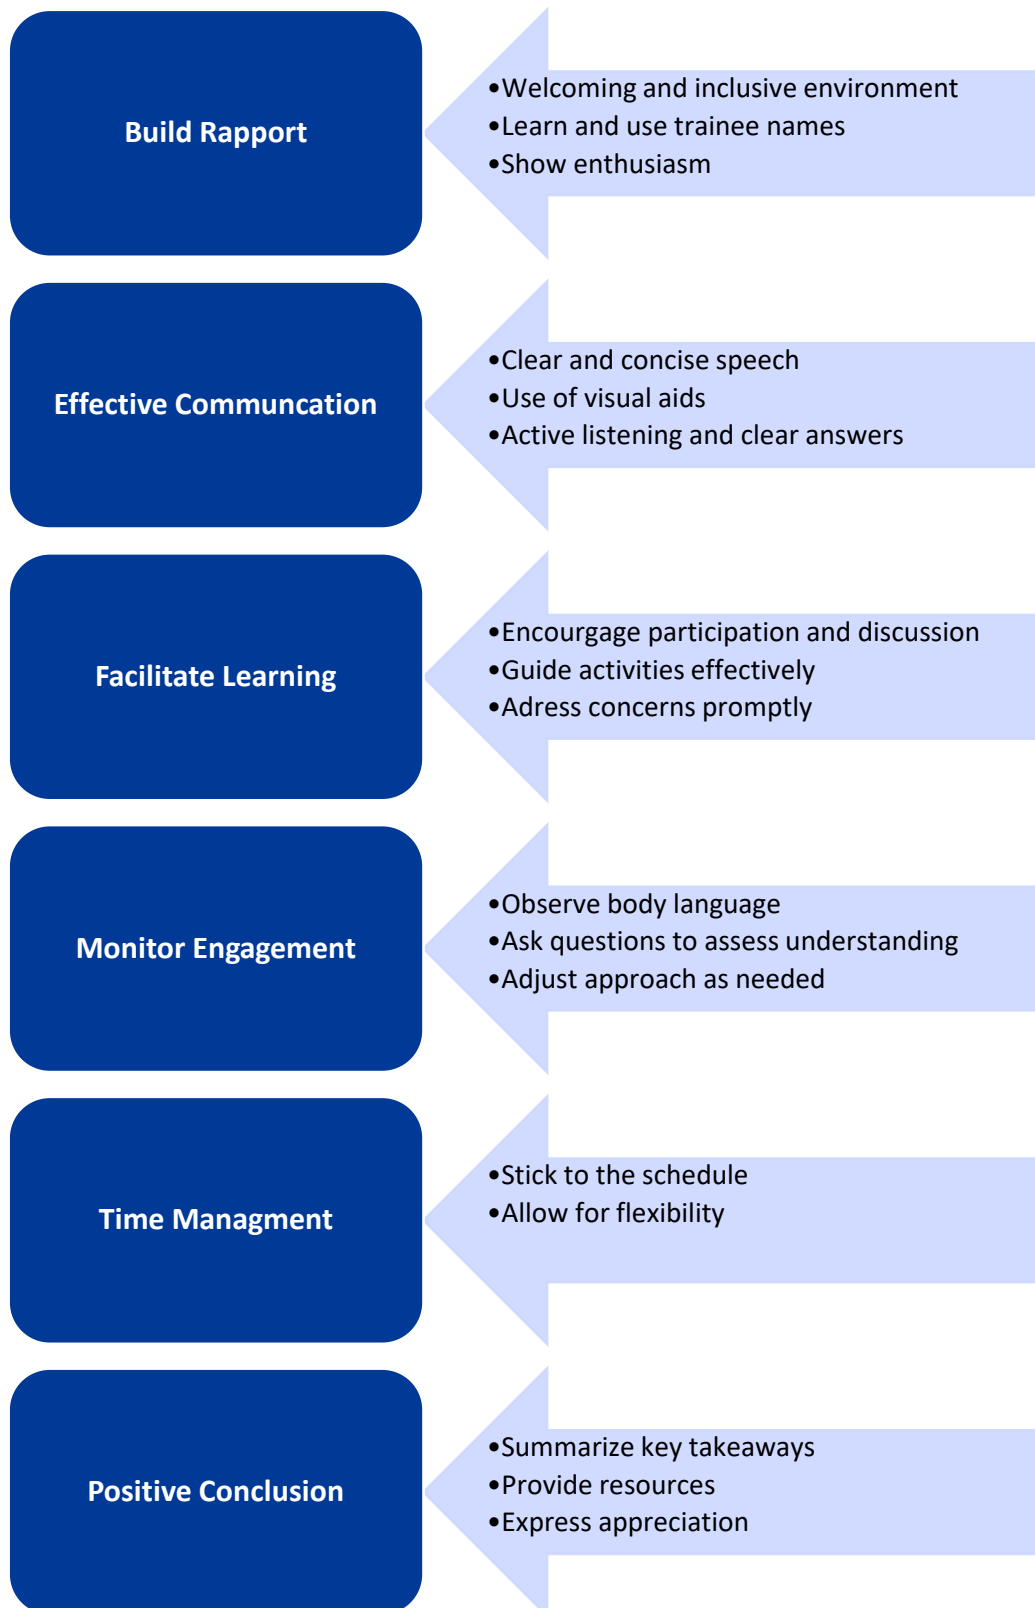 Build Rapport
•Welcoming and inclusive environment
•Learn and use trainee names
•Show enthusiasm
Effective Communcation
•Clear and concise speech
•Use of visual aids
•Active listening and clear answers
Facilitate Learning
•Encourgage participation and discussion
•Guide activities effectively
•Adress concerns promptly
Monitor Engagement
•Observe body language
•Ask questions to assess understanding
•Adjust approach as needed
Time Managment
•Stick to the schedule
•Allow for flexibility
Positive Conclusion
•Summarize key takeaways
•Provide resources
•Express appreciation